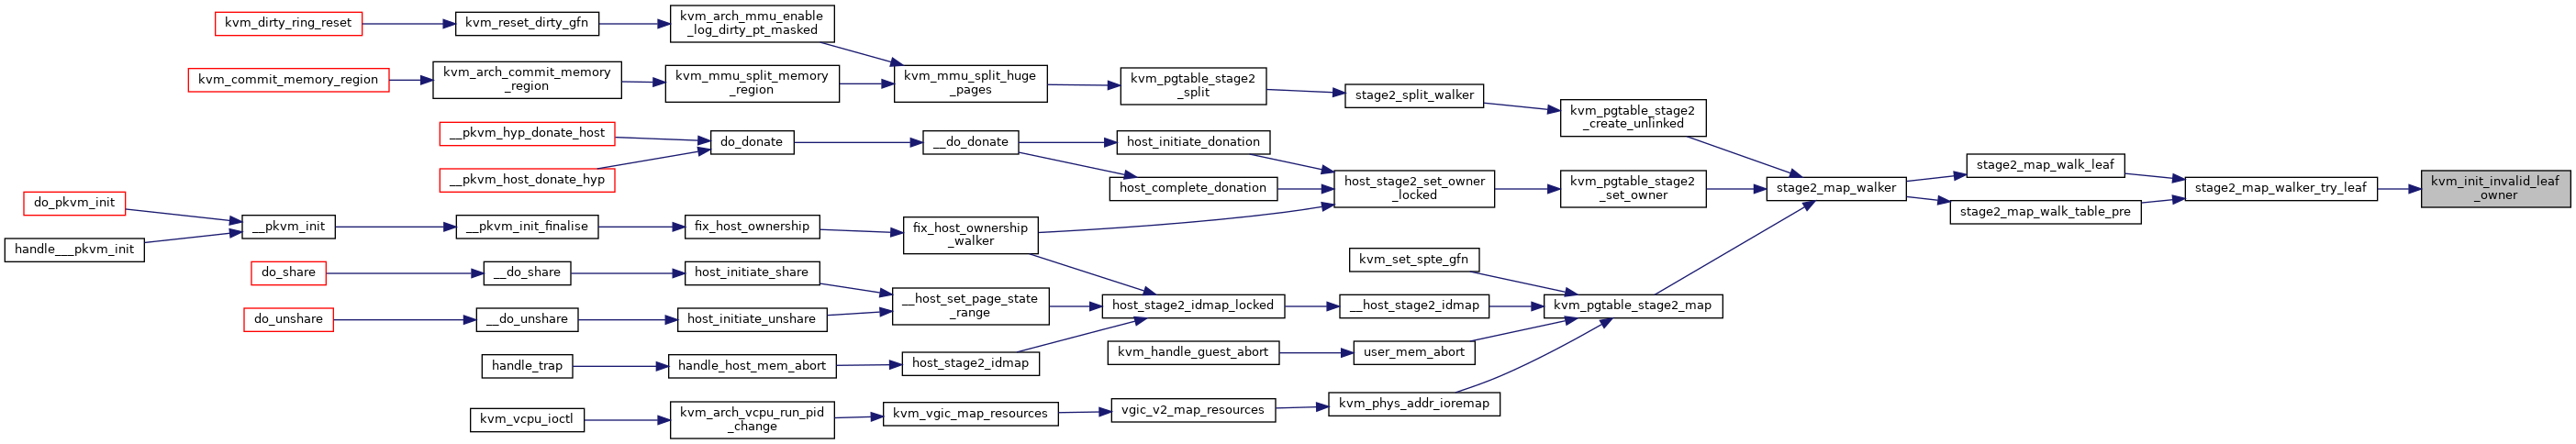 kvm_dirty_ring_reset
kvm_reset_dirty_gfn
kvm_arch_mmu_enable
_log_dirty_pt_masked
kvm_commit_memory_region
kvm_arch_commit_memory
_region
kvm_mmu_split_memory
_region
kvm_mmu_split_huge
_pages
kvm_pgtable_stage2
_split
stage2_split_walker
kvm_pgtable_stage2
_create_unlinked
__pkvm_hyp_donate_host
__pkvm_host_donate_hyp
do_donate
__do_donate
host_initiate_donation
host_complete_donation
host_stage2_set_owner
_locked
kvm_pgtable_stage2
_set_owner
stage2_map_walker
stage2_map_walk_leaf
stage2_map_walk_table_pre
stage2_map_walker_try_leaf
kvm_init_invalid_leaf
_owner
do_pkvm_init
handle___pkvm_init
__pkvm_init
__pkvm_init_finalise
fix_host_ownership
fix_host_ownership
_walker
do_share
__do_share
host_initiate_share
do_unshare
__do_unshare
host_initiate_unshare
__host_set_page_state
_range
host_stage2_idmap_locked
__host_stage2_idmap
kvm_set_spte_gfn
kvm_pgtable_stage2_map
handle_trap
handle_host_mem_abort
host_stage2_idmap
kvm_handle_guest_abort
user_mem_abort
kvm_vcpu_ioctl
kvm_arch_vcpu_run_pid
_change
kvm_vgic_map_resources
vgic_v2_map_resources
kvm_phys_addr_ioremap